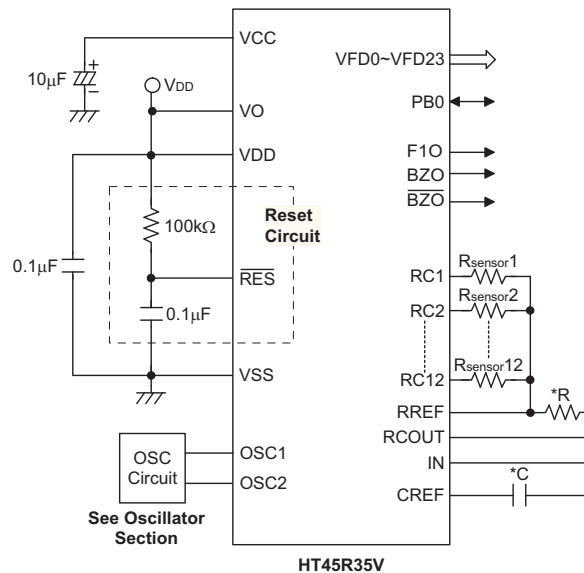 VCC
VFD0~VFD23
10μF
+
−
VDD
VO
PB0
VDD
F1O
BZO
BZO
Reset
Circuit
100kΩ
0.1μF
RES
0.1μF
Rsensor1
RC1
Rsensor2
RC2
Rsensor12
RC12
VSS
*R
RREF
RCOUT
OSC
Circuit
OSC1
OSC2
IN
*C
CREF
See Oscillator
Section
HT45R35V